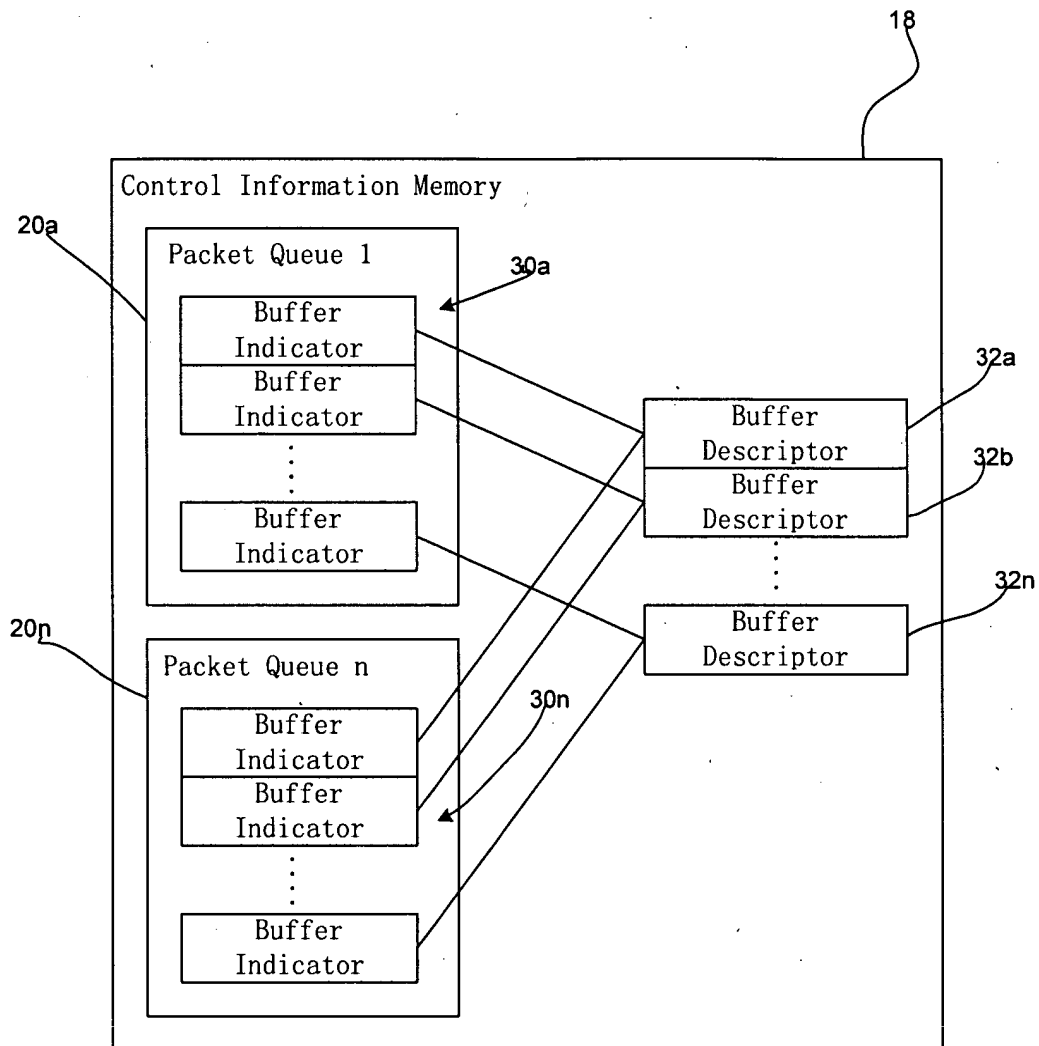 18
Control Information Memory
20a
Packet Queue 1
30a
Buffer
Indicator
Buffer
Indicator
Buffer
Indicator
32a
Buffer
Descriptor
32b
Buffer
Descriptor
32n
Buffer
Descriptor
20n
Packet Queue n
30n
Buffer
Indicator
Buffer
Indicator
Buffer
Indicator